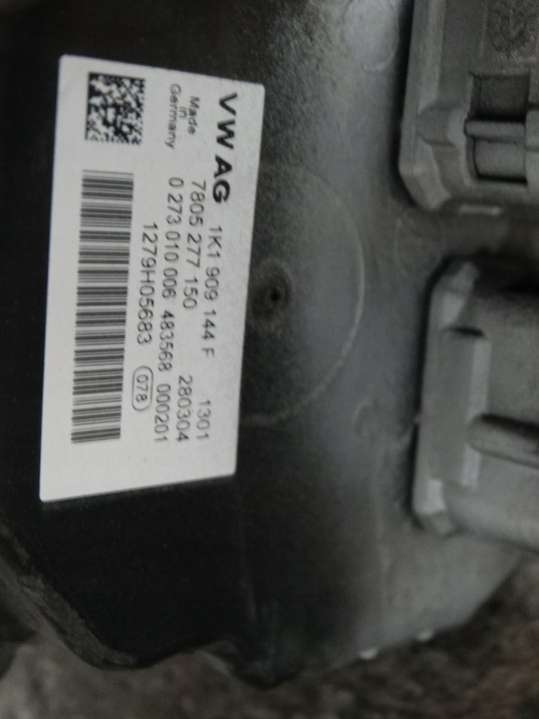 VW AG 1K1 909 144 F 1301
Made in Germany 7805 277 150 280304
0 273 010 006 483568 000201
1279H05683 078